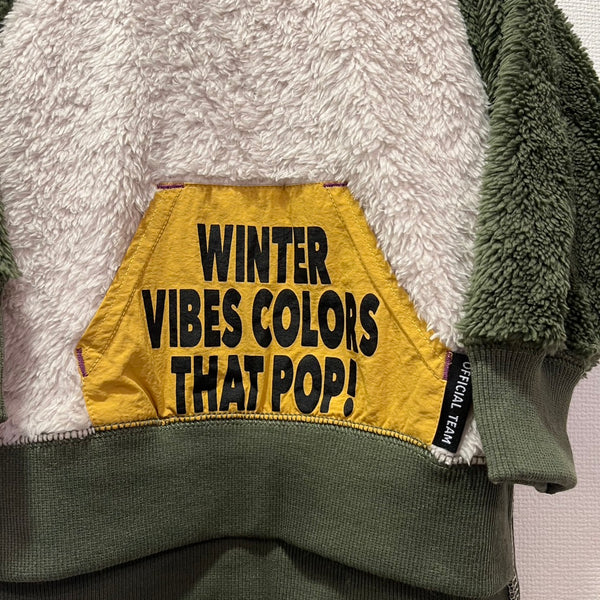 WINTER
VIBES COLORS
THAT POP!
OFFICIAL TEAM